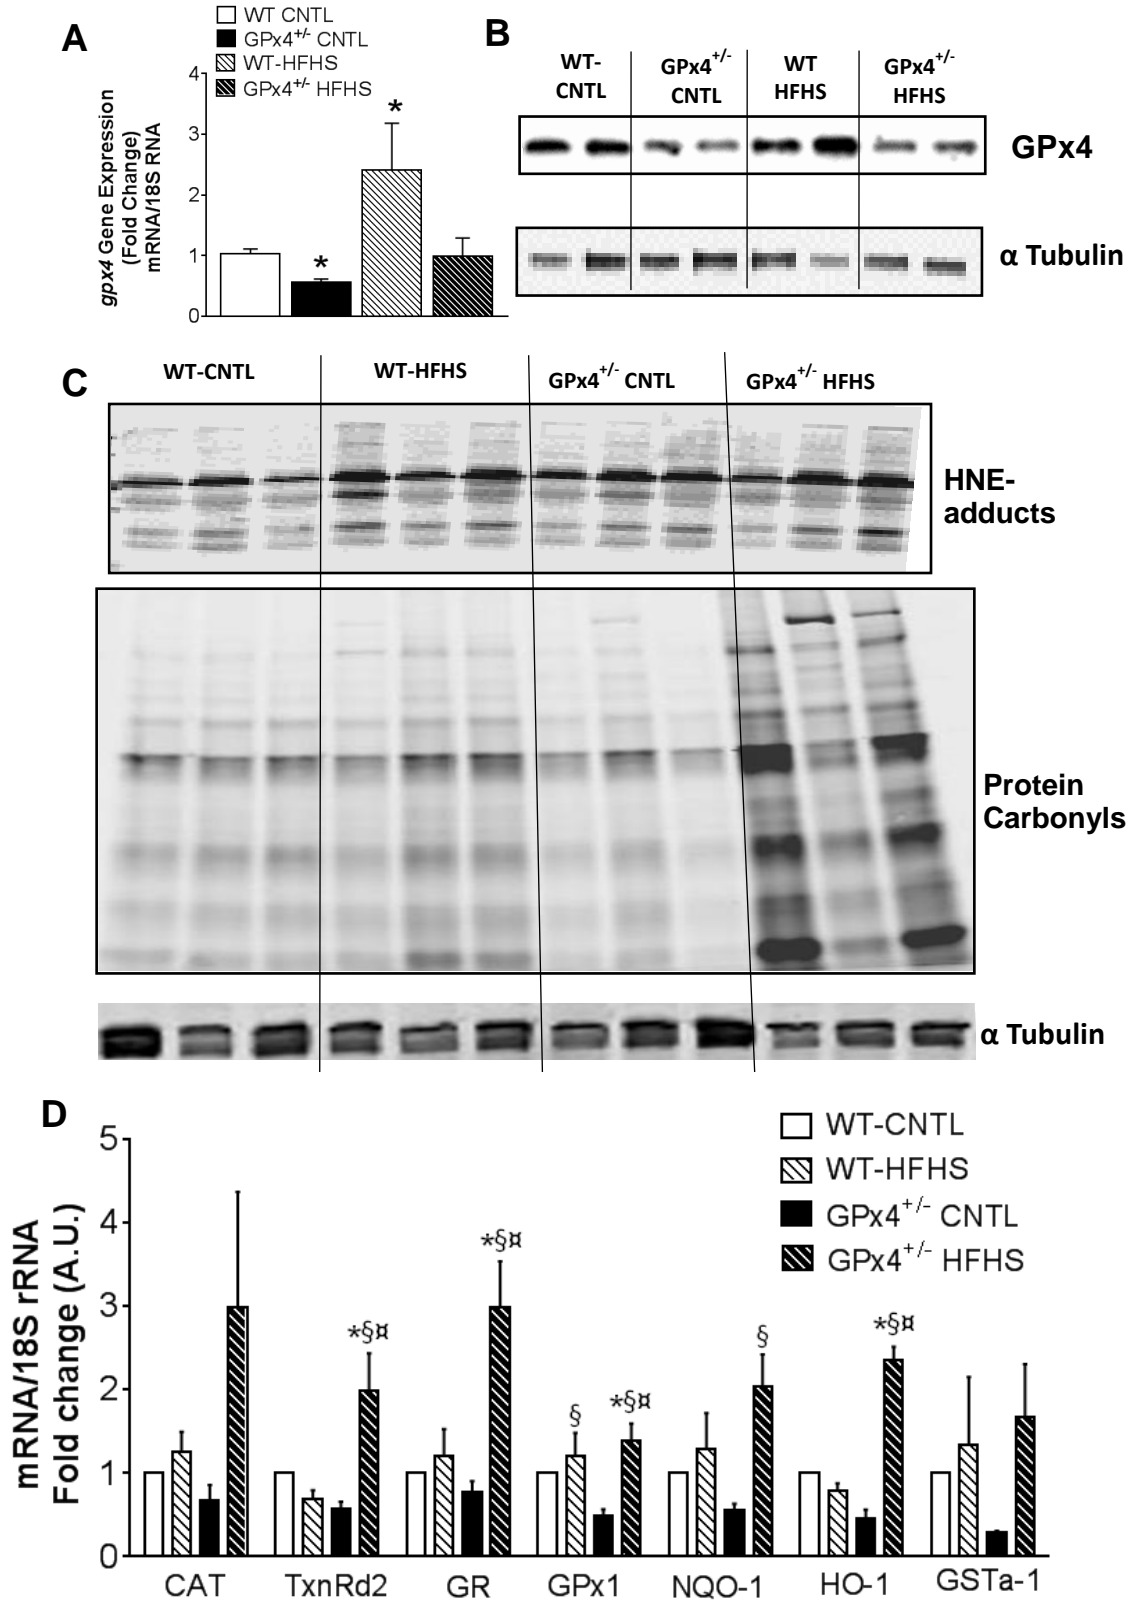 A
WT CNTL
GPx4+/- CNTL
WT-HFHS
GPx4+/- HFHS
gpx4 Gene Expression
(Fold Change)
mRNA/18S RNA
4
3
2
1
0
*
*
B
WT-
CNTL
GPx4+/-
CNTL
WT
HFHS
GPx4+/-
HFHS
GPx4
α Tubulin
C
WT-CNTL
WT-HFHS
GPx4+/- CNTL
GPx4+/- HFHS
HNE-
adducts
Protein
Carbonyls
α Tubulin
D
WT-CNTL
WT-HFHS
GPx4+/- CNTL
GPx4+/- HFHS
mRNA/18S rRNA
Fold change (A.U.)
5
4
3
2
1
0
*§¤
*§¤
§
*§¤
§
*§¤
CAT
TxnRd2
GR
GPx1
NQO-1
HO-1
GSTa-1